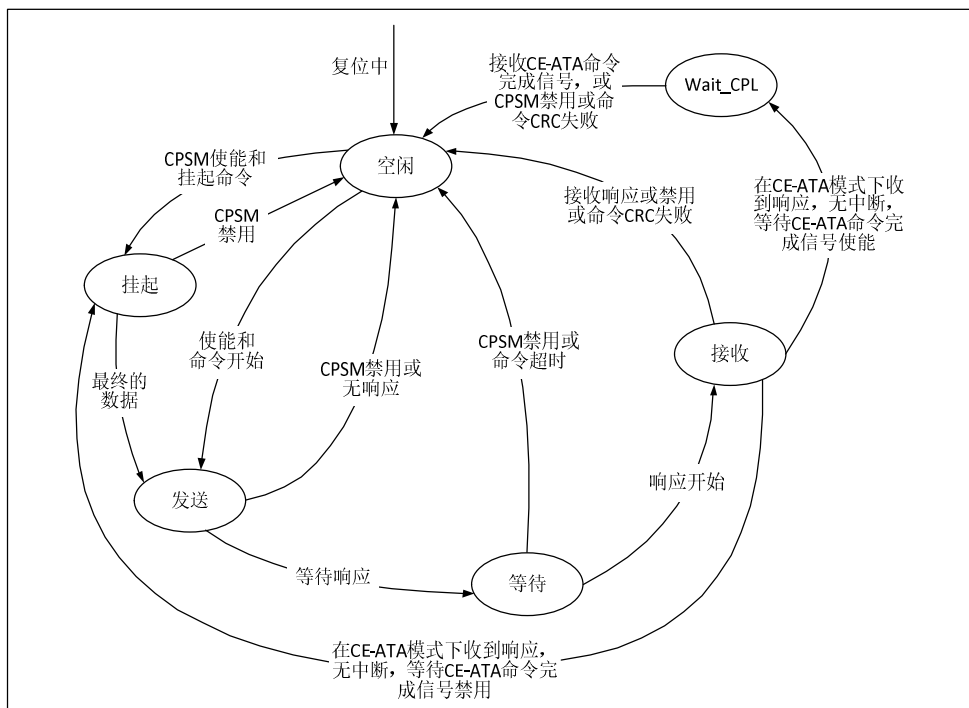 复位中
接收CE-ATA命令
完成信号，或
CPSM禁用或命
令CRC失败
Wait_CPL
空闲
CPSM使能和
挂起命令
CPSM
禁用
接收响应或禁用
或命令CRC失败
在CE-ATA模式下收
到响应，无中断，
等待CE-ATA命令完
成信号使能
挂起
使能和
命令开始
CPSM禁用或
无响应
CPSM禁用或
命令超时
接收
最终的
数据
发送
响应开始
等待响应
等待
在CE-ATA模式下收到响应，
无中断，等待CE-ATA命令完
成信号禁用